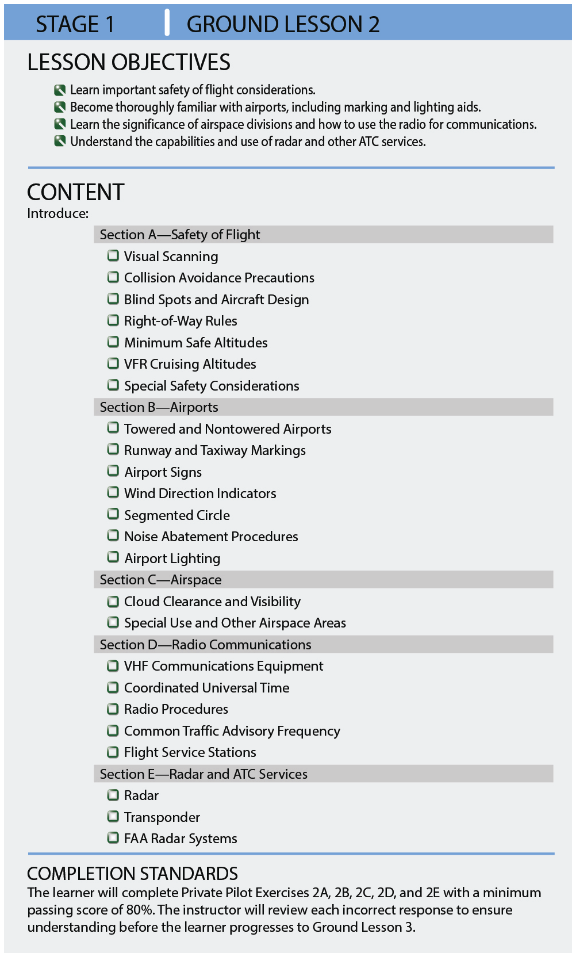 STAGE 1 | GROUND LESSON 2
LESSON OBJECTIVES
Learn important safety of flight considerations.
Become thoroughly familiar with airports, including marking and lighting aids.
Learn the significance of airspace divisions and how to use the radio for communications.
Understand the capabilities and use of radar and other ATC services.
CONTENT
Introduce:
Section A—Safety of Flight
Visual Scanning
Collision Avoidance Precautions
Blind Spots and Aircraft Design
Right-of-Way Rules
Minimum Safe Altitudes
VFR Cruising Altitudes
Special Safety Considerations
Section B—Airports
Towered and Nontowered Airports
Runway and Taxiway Markings
Airport Signs
Wind Direction Indicators
Segmented Circle
Noise Abatement Procedures
Airport Lighting
Section C—Airspace
Cloud Clearance and Visibility
Special Use and Other Airspace Areas
Section D—Radio Communications
VHF Communications Equipment
Coordinated Universal Time
Radio Procedures
Common Traffic Advisory Frequency
Flight Service Stations
Section E—Radar and ATC Services
Radar
Transponder
FAA Radar Systems
COMPLETION STANDARDS
The learner will complete Private Pilot Exercises 2A, 2B, 2C, 2D, and 2E with a minimum
passing score of 80%. The instructor will review each incorrect response to ensure
understanding before the learner progresses to Ground Lesson 3.